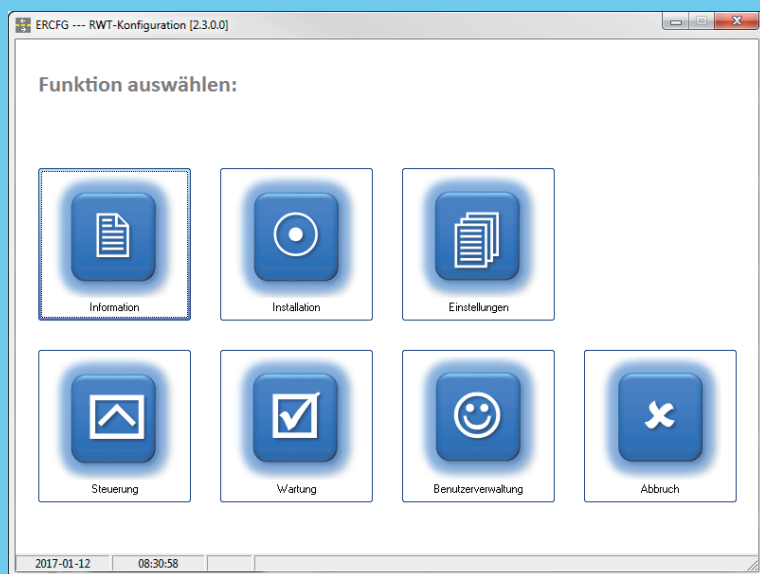 ERCFG --- RWT-Konfiguration [2.3.0.0]
Funktion auswählen:
Information
Installation
Einstellungen
Steuerung
Wartung
Benutzerverwaltung
Abbruch
2017-01-12
08:30:58